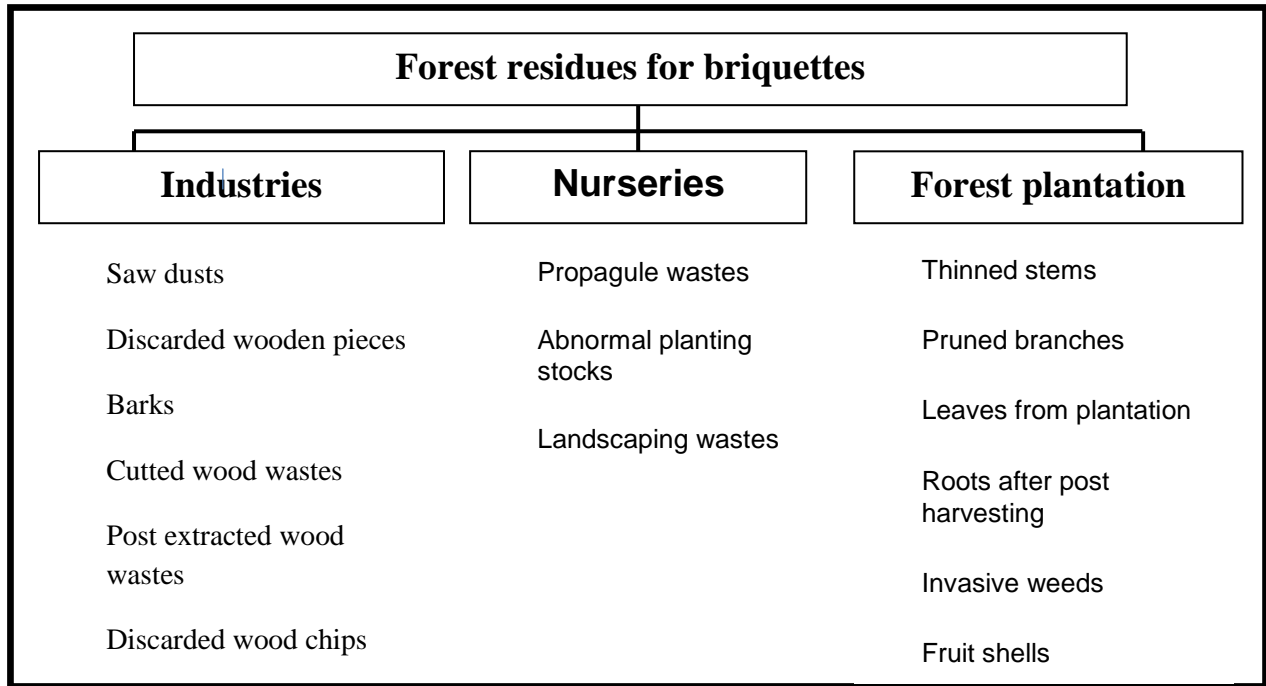 Forest residues for briquettes
Industries
Saw dusts
Discarded wooden pieces
Barks
Cutted wood wastes
Post extracted wood
wastes
Discarded wood chips
Nurseries
Propagule wastes
Abnormal planting
stocks
Landscaping wastes
Forest plantation
Thinned stems
Pruned branches
Leaves from plantation
Roots after post
harvesting
Invasive weeds
Fruit shells